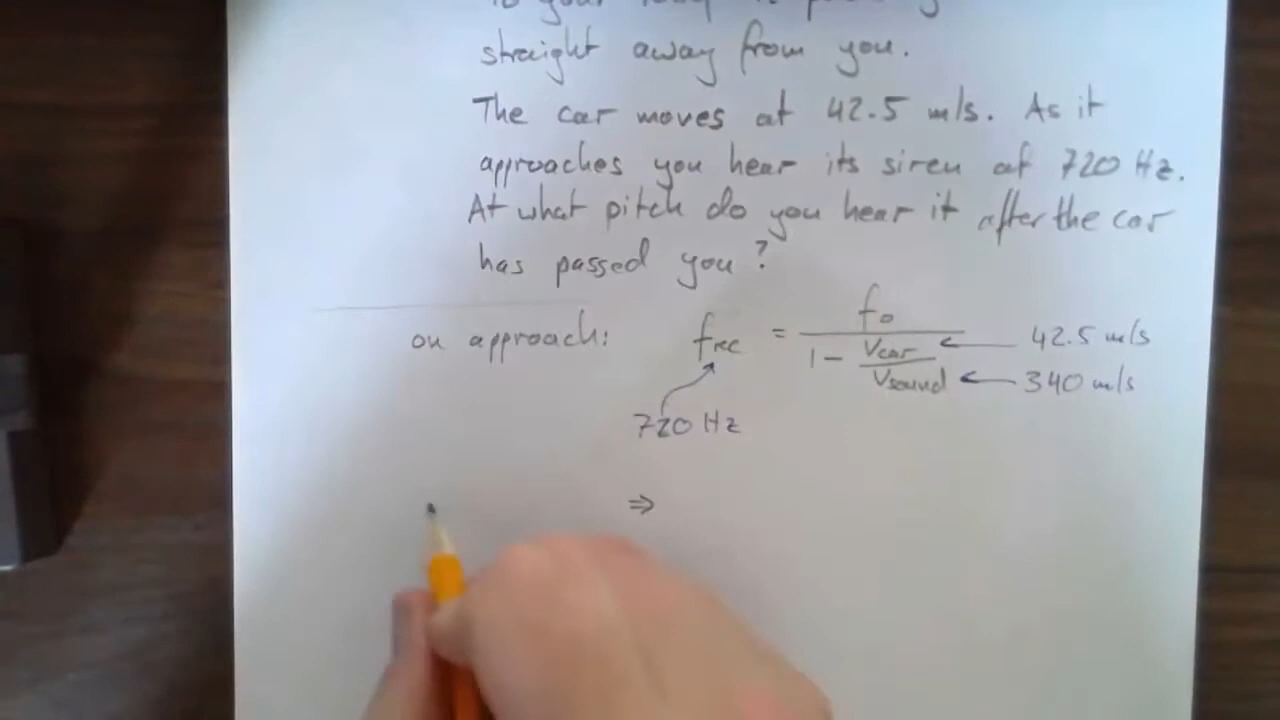 straight away from you.
The car moves at 42.5 m/s. As it
approaches you hear its siren at 720 Hz.
At what pitch do you hear it after the car
has passed you?
on approach: frec = fo / (1 - Vcar/Vsound)
← 42.5 m/s
← 340 m/s
720 Hz
⇒